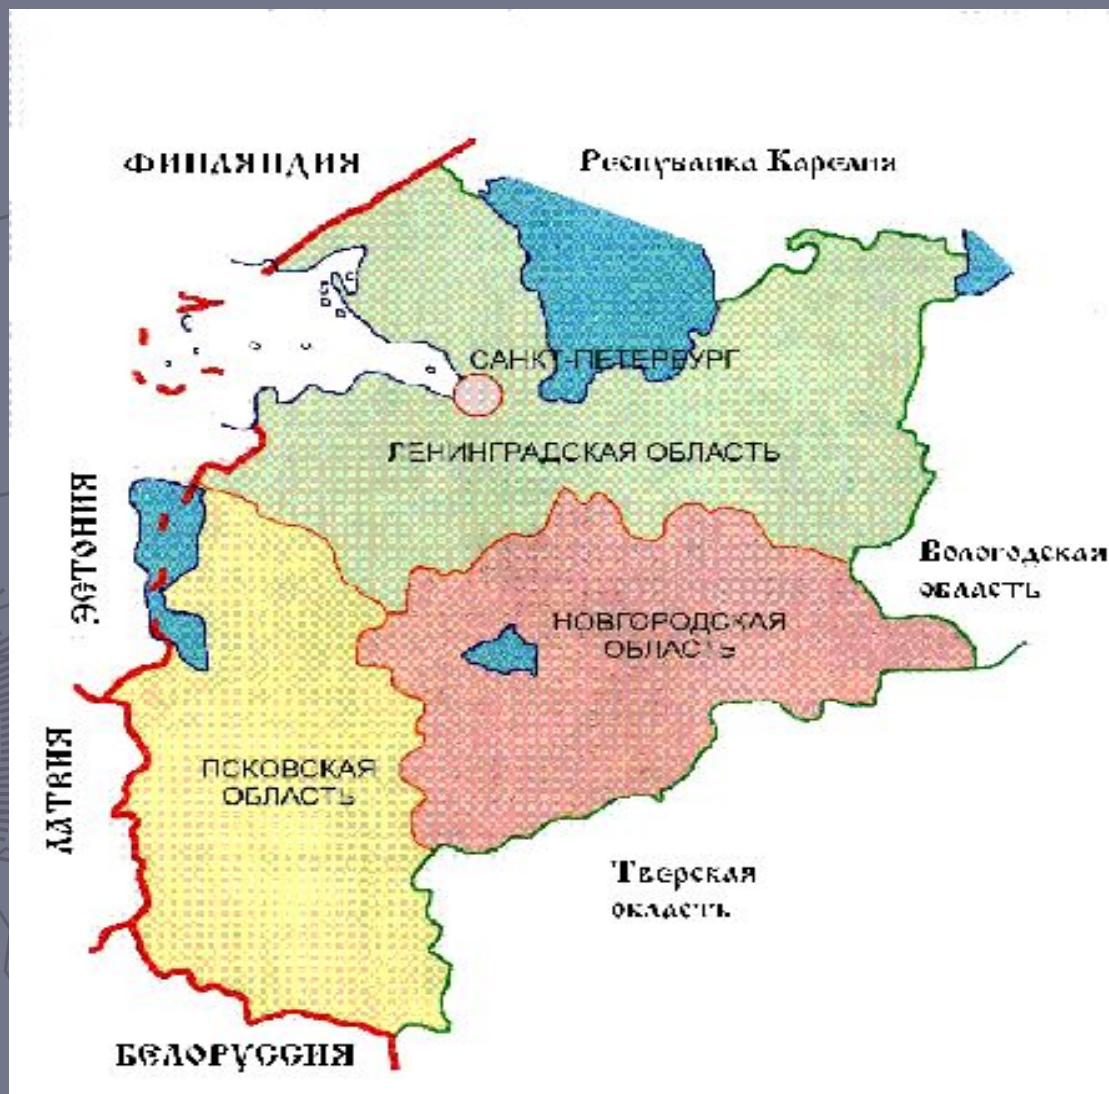 ФИНЛЯНДИЯ
Республика Карелия
САНКТ-ПЕТЕРБУРГ
ЛЕНИНГРАДСКАЯ ОБЛАСТЬ
ЭСТОНИЯ
Вологодская
область
НОВГОРОДСКАЯ
ОБЛАСТЬ
ЛАТВИЯ
ПСКОВСКАЯ
ОБЛАСТЬ
Тверская
область
БЕЛОРУССИЯ